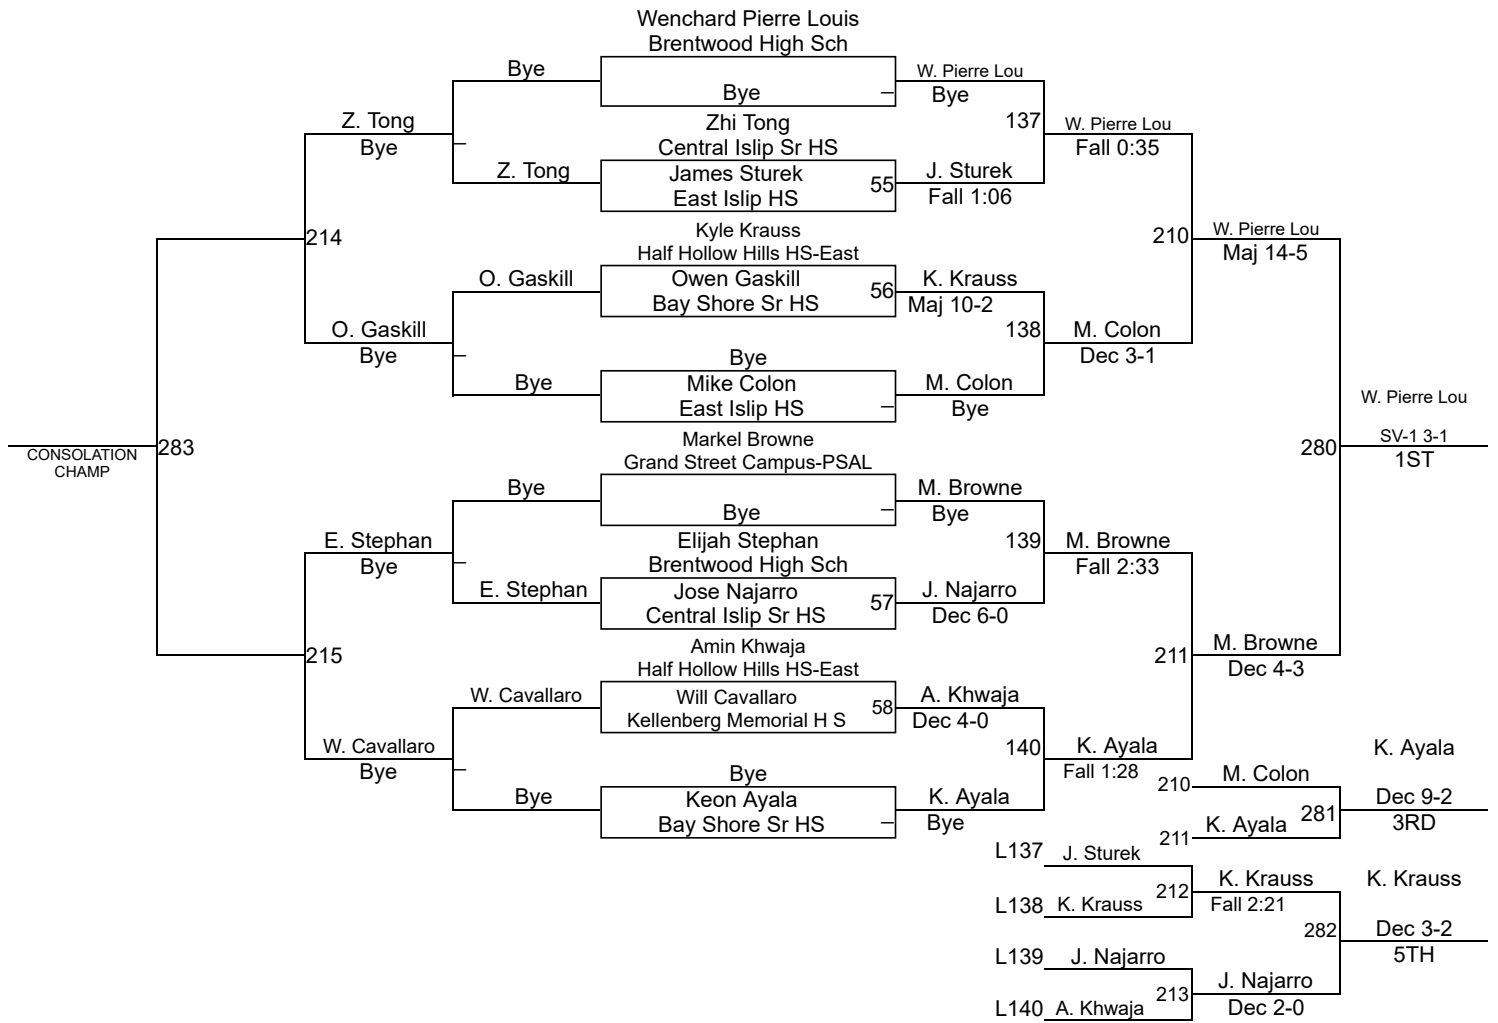 Wenchard Pierre Louis
Brentwood High Sch
Bye
Bye
W. Pierre Lou
Bye
Z. Tong
Bye
Zhi Tong
Central Islip Sr HS
137
W. Pierre Lou
Fall 0:35
Z. Tong
James Sturek
East Islip HS
55
J. Sturek
Fall 1:06
214
Kyle Krauss
Half Hollow Hills HS-East
210
W. Pierre Lou
Maj 14-5
O. Gaskill
Owen Gaskill
Bay Shore Sr HS
56
K. Krauss
Maj 10-2
O. Gaskill
Bye
138
M. Colon
Dec 3-1
Bye
Bye
Mike Colon
East Islip HS
M. Colon
Bye
W. Pierre Lou
CONSOLATION
CHAMP
283
Markel Browne
Grand Street Campus-PSAL
280
SV-1 3-1
1ST
Bye
Bye
M. Browne
Bye
E. Stephan
Bye
Elijah Stephan
Brentwood High Sch
139
M. Browne
Fall 2:33
E. Stephan
Jose Najarro
Central Islip Sr HS
57
J. Najarro
Dec 6-0
215
Amin Khwaja
Half Hollow Hills HS-East
211
M. Browne
Dec 4-3
W. Cavallaro
Will Cavallaro
Kellenberg Memorial H S
58
A. Khwaja
Dec 4-0
W. Cavallaro
Bye
140
K. Ayala
Fall 1:28
K. Ayala
Bye
Bye
Keon Ayala
Bay Shore Sr HS
K. Ayala
Bye
210
M. Colon
281
Dec 9-2
3RD
211
K. Ayala
L137
J. Sturek
212
K. Krauss
Fall 2:21
K. Krauss
L138
K. Krauss
282
Dec 3-2
5TH
L139
J. Najarro
213
J. Najarro
Dec 2-0
L140
A. Khwaja